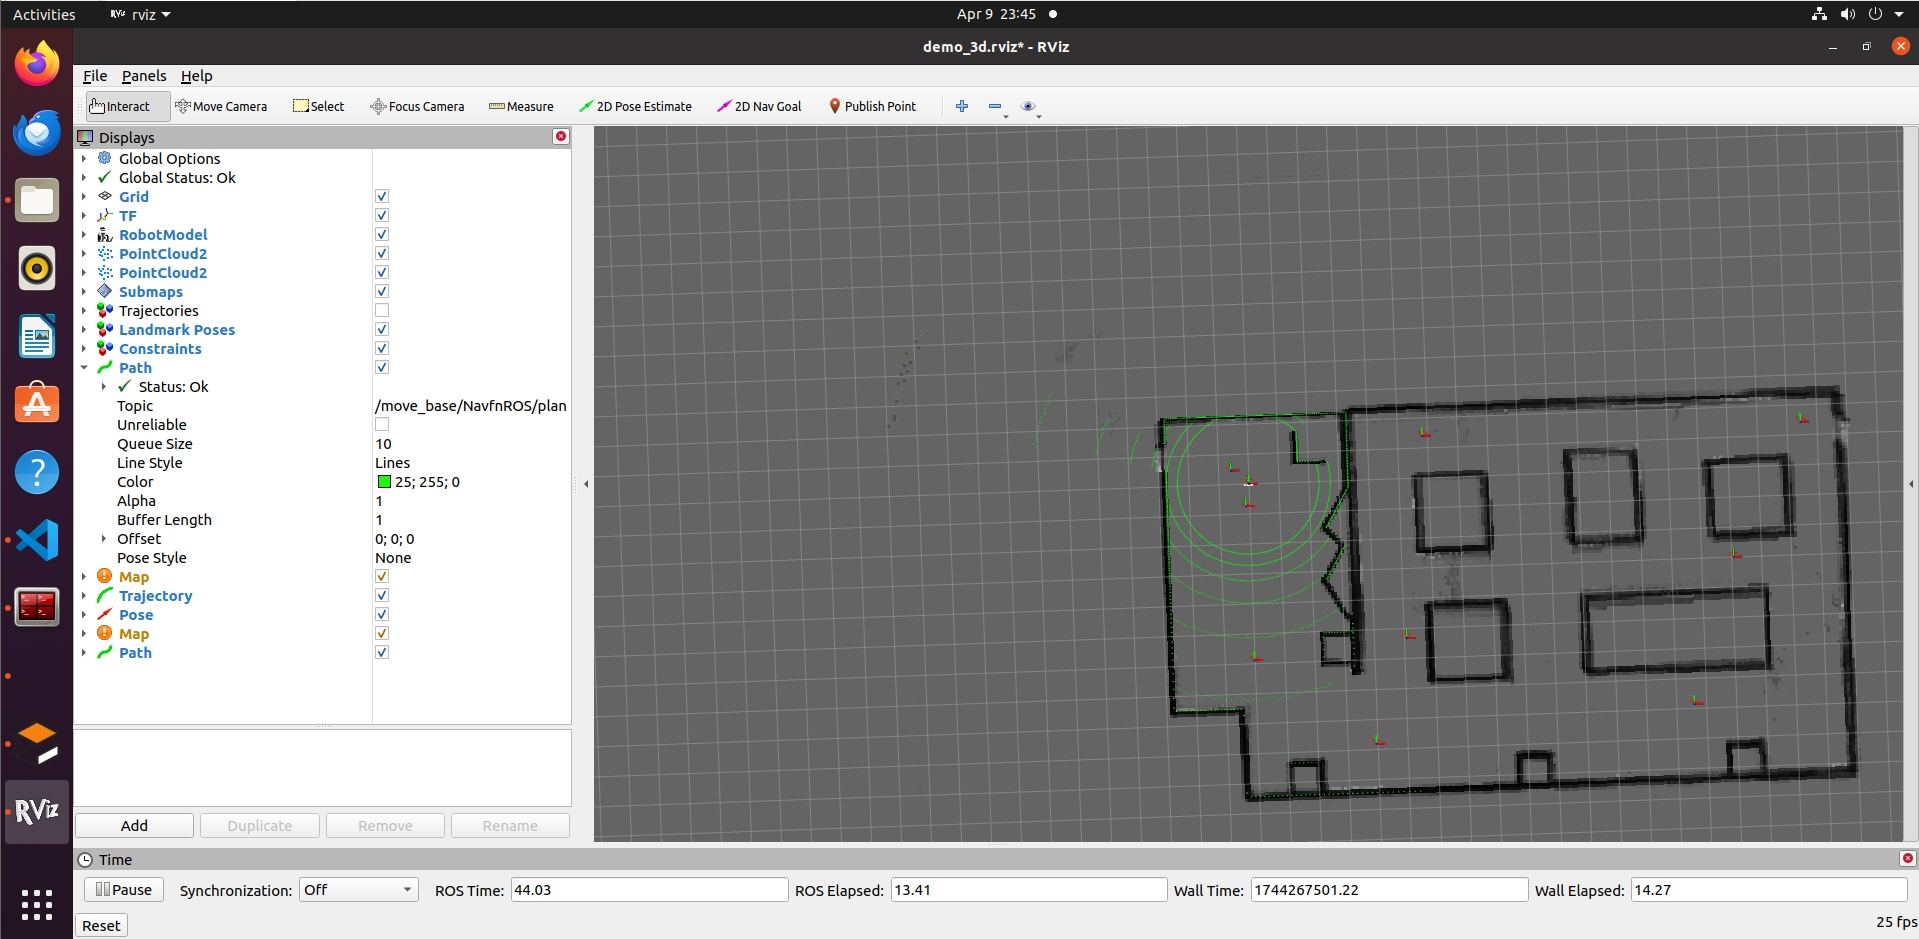 Activities
RViz rviz
Apr 9 23:45
demo_3d.rviz* - RViz
File Panels Help
Interact Move Camera Select Focus Camera Measure 2D Pose Estimate 2D Nav Goal Publish Point
Displays
Global Options
Global Status: Ok
Grid
TF
RobotModel
PointCloud2
PointCloud2
Submaps
Trajectories
Landmark Poses
Constraints
Path
Status: Ok
Topic /move_base/NavfnROS/plan
Unreliable
Queue Size 10
Line Style Lines
Color 25; 255; 0
Alpha 1
Buffer Length 1
Offset 0; 0; 0
Pose Style None
Map
Trajectory
Pose
Map
Path
RViz
Add Duplicate Remove Rename
Time
Pause Synchronization: Off ROS Time: 44.03 ROS Elapsed: 13.41 Wall Time: 1744267501.22 Wall Elapsed: 14.27
Reset 25 fps